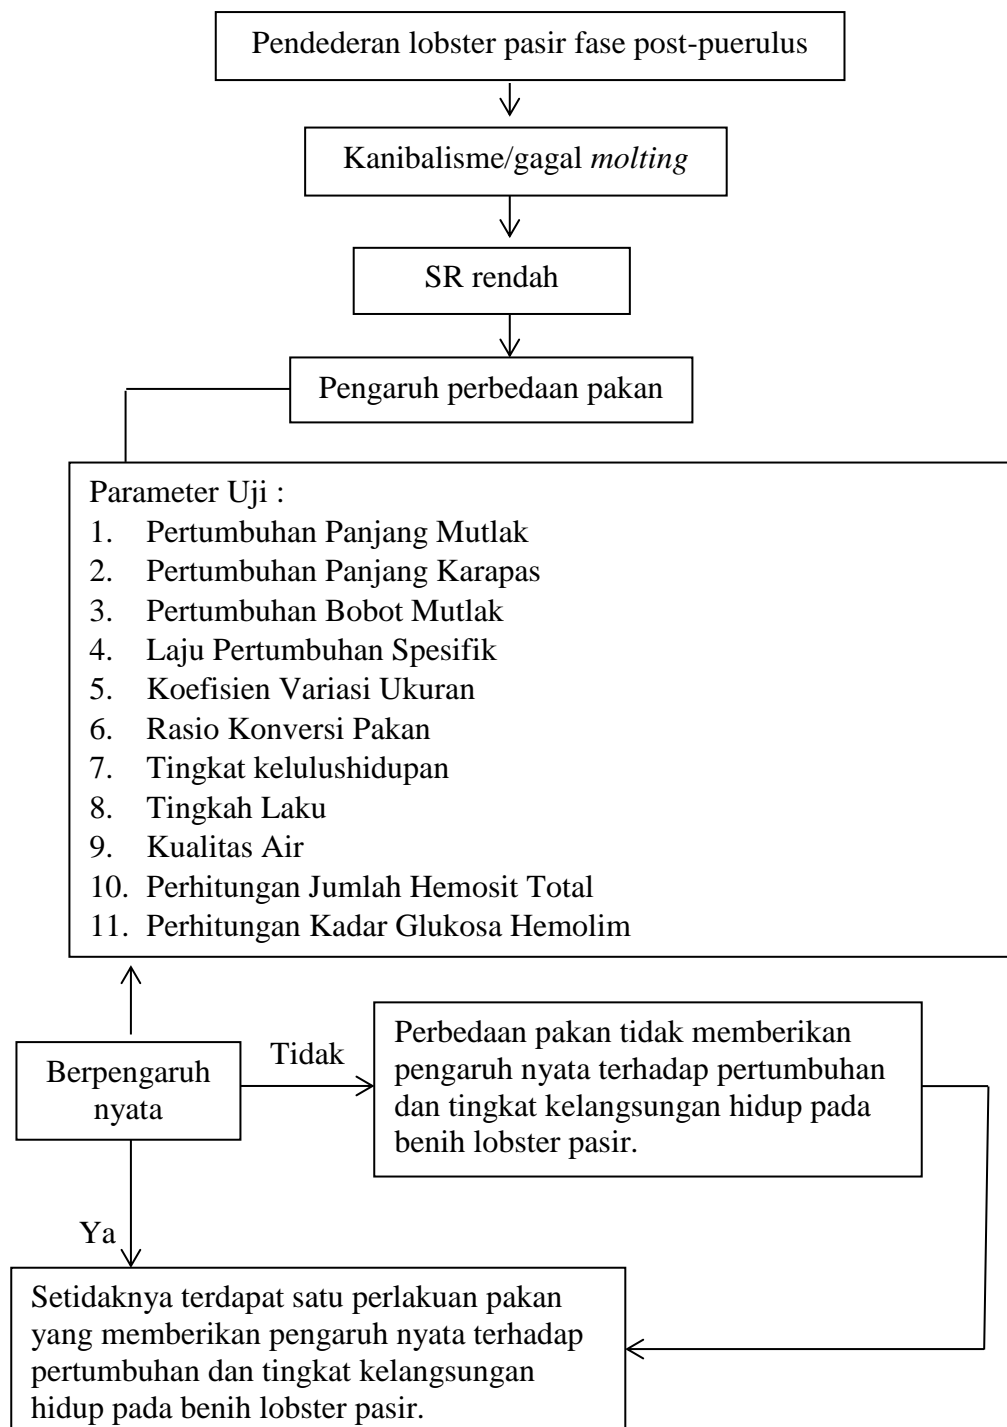 Pendederan lobster pasir fase post-puerulus
Kanibalisme/gagal molting
SR rendah
Pengaruh perbedaan pakan
Parameter Uji :
1. Pertumbuhan Panjang Mutlak
2. Pertumbuhan Panjang Karapas
3. Pertumbuhan Bobot Mutlak
4. Laju Pertumbuhan Spesifik
5. Koefisien Variasi Ukuran
6. Rasio Konversi Pakan
7. Tingkat kelulushidupan
8. Tingkah Laku
9. Kualitas Air
10. Perhitungan Jumlah Hemosit Total
11. Perhitungan Kadar Glukosa Hemolim
Berpengaruh
nyata
Tidak
Perbedaan pakan tidak memberikan
pengaruh nyata terhadap pertumbuhan
dan tingkat kelangsungan hidup pada
benih lobster pasir.
Ya
Setidaknya terdapat satu perlakuan pakan
yang memberikan pengaruh nyata terhadap
pertumbuhan dan tingkat kelangsungan
hidup pada benih lobster pasir.